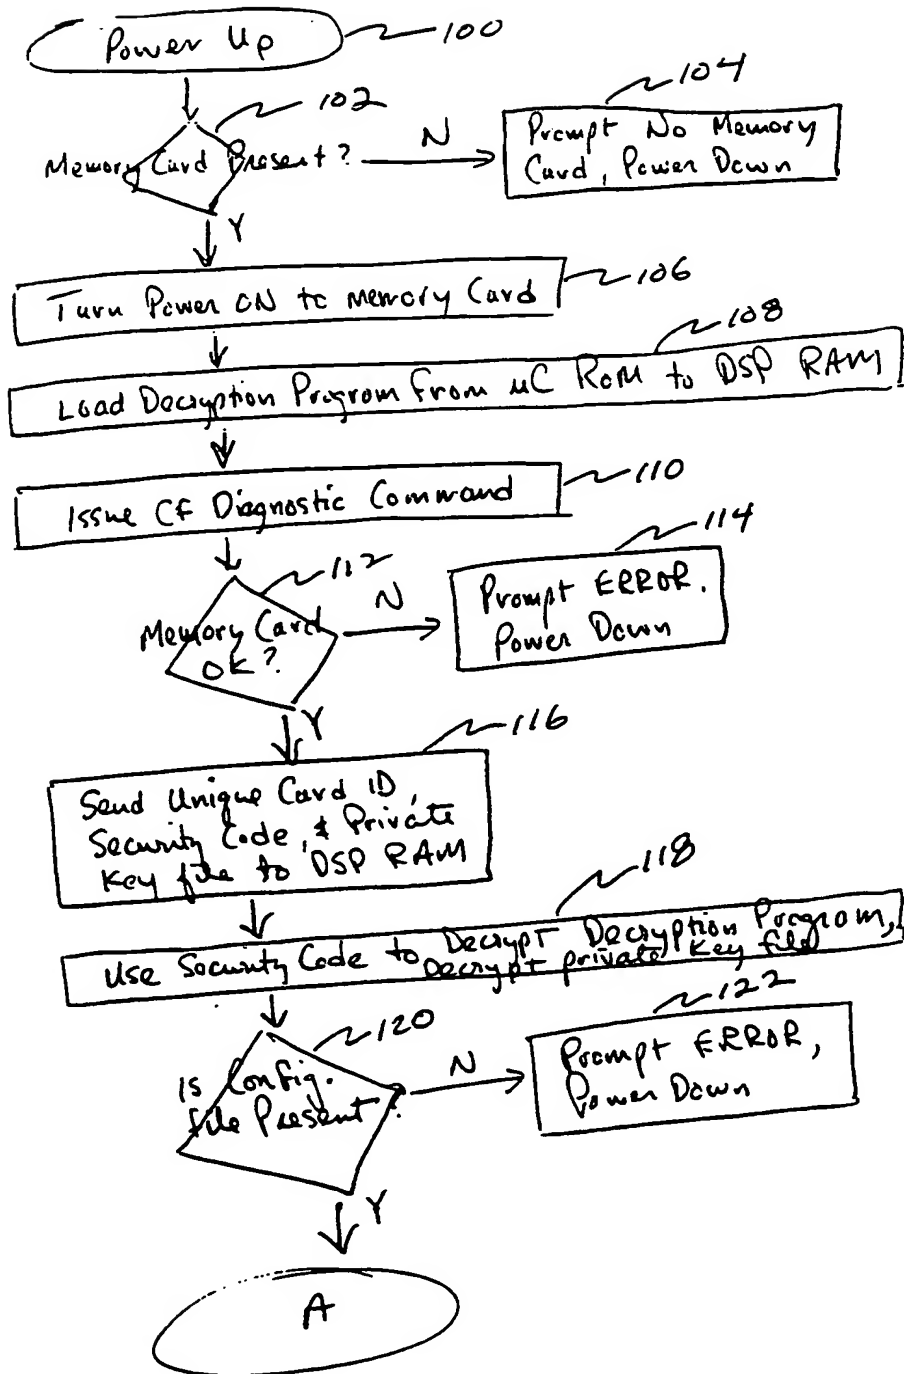 Power Up
100
102
Memory Card Present?
N
104
Prompt No Memory
Card, Power Down
Y
Turn Power ON to Memory Card
106
108
Load Decryption Program from uC ROM to DSP RAM
Issue CF Diagnostic Command
110
112
Memory Card
OK?
N
114
Prompt ERROR.
Power Down
Y
116
Send Unique Card ID,
Security Code, & Private
Key file to DSP RAM
118
Use Security Code to Decrypt Decryption Program,
Decrypt private key file
120
Is Config.
file Present?
N
122
Prompt ERROR,
Power Down
Y
A